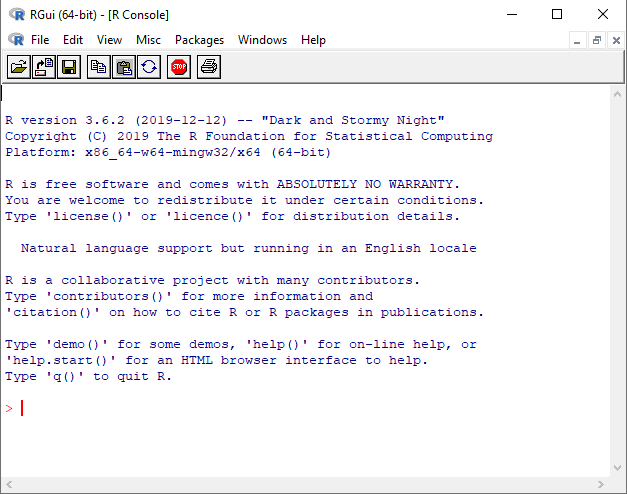 RGui (64-bit) - [R Console]
File Edit View Misc Packages Windows Help
STOP
R version 3.6.2 (2019-12-12) -- "Dark and Stormy Night"
Copyright (C) 2019 The R Foundation for Statistical Computing
Platform: x86_64-w64-mingw32/x64 (64-bit)
R is free software and comes with ABSOLUTELY NO WARRANTY.
You are welcome to redistribute it under certain conditions.
Type 'license()' or 'licence()' for distribution details.
Natural language support but running in an English locale
R is a collaborative project with many contributors.
Type 'contributors()' for more information and
'citation()' on how to cite R or R packages in publications.
Type 'demo()' for some demos, 'help()' for on-line help, or
'help.start()' for an HTML browser interface to help.
Type 'q()' to quit R.
>